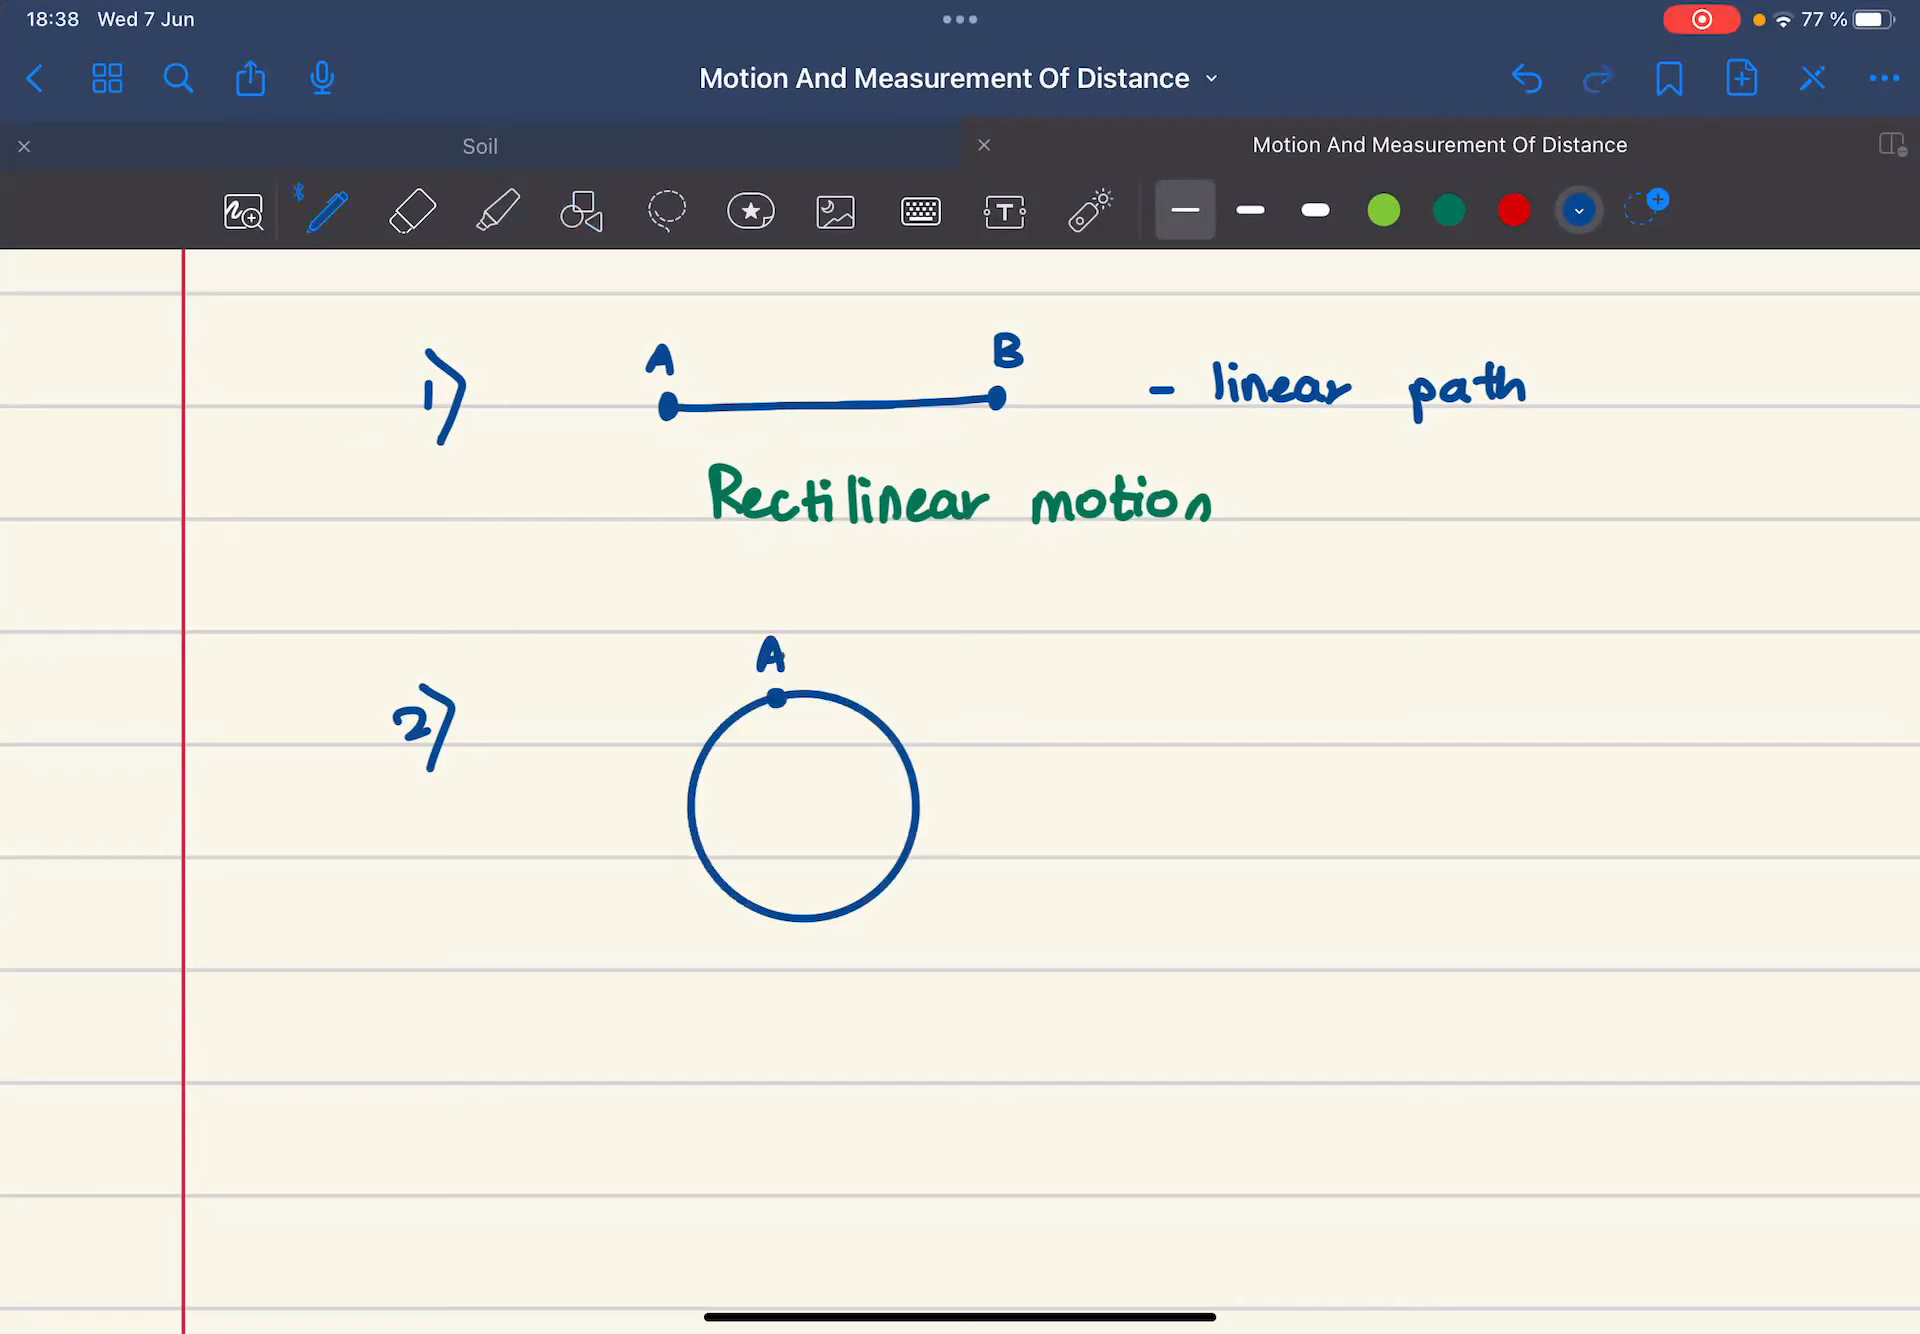 18:38 Wed 7 Jun
77 %
Motion And Measurement Of Distance
Soil
Motion And Measurement Of Distance
T
A B
1) - linear path
Rectilinear motion
A
2)